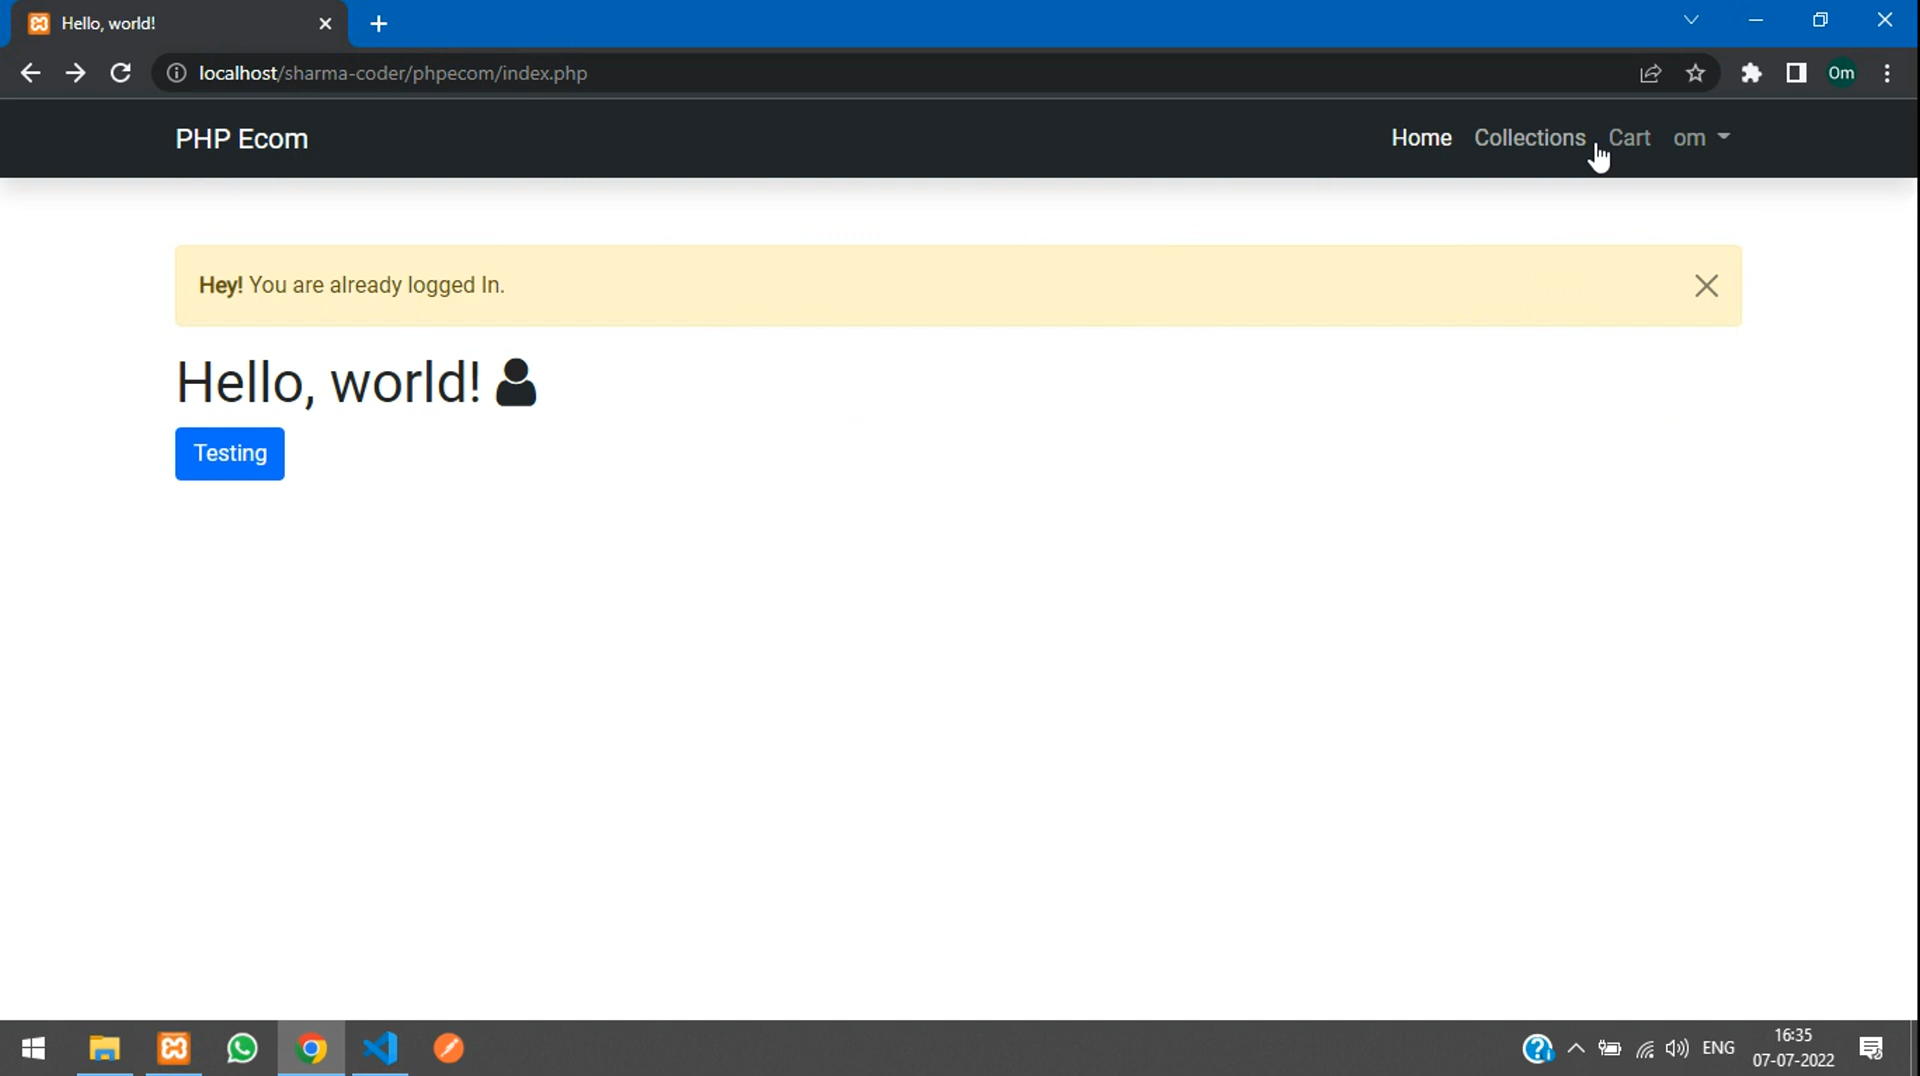 Hello, world!
localhost/sharma-coder/phpecom/index.php
Om
PHP Ecom
Home
Collections
Cart
om
Hey! You are already logged In.
Hello, world!
Testing
ENG
16:35
07-07-2022